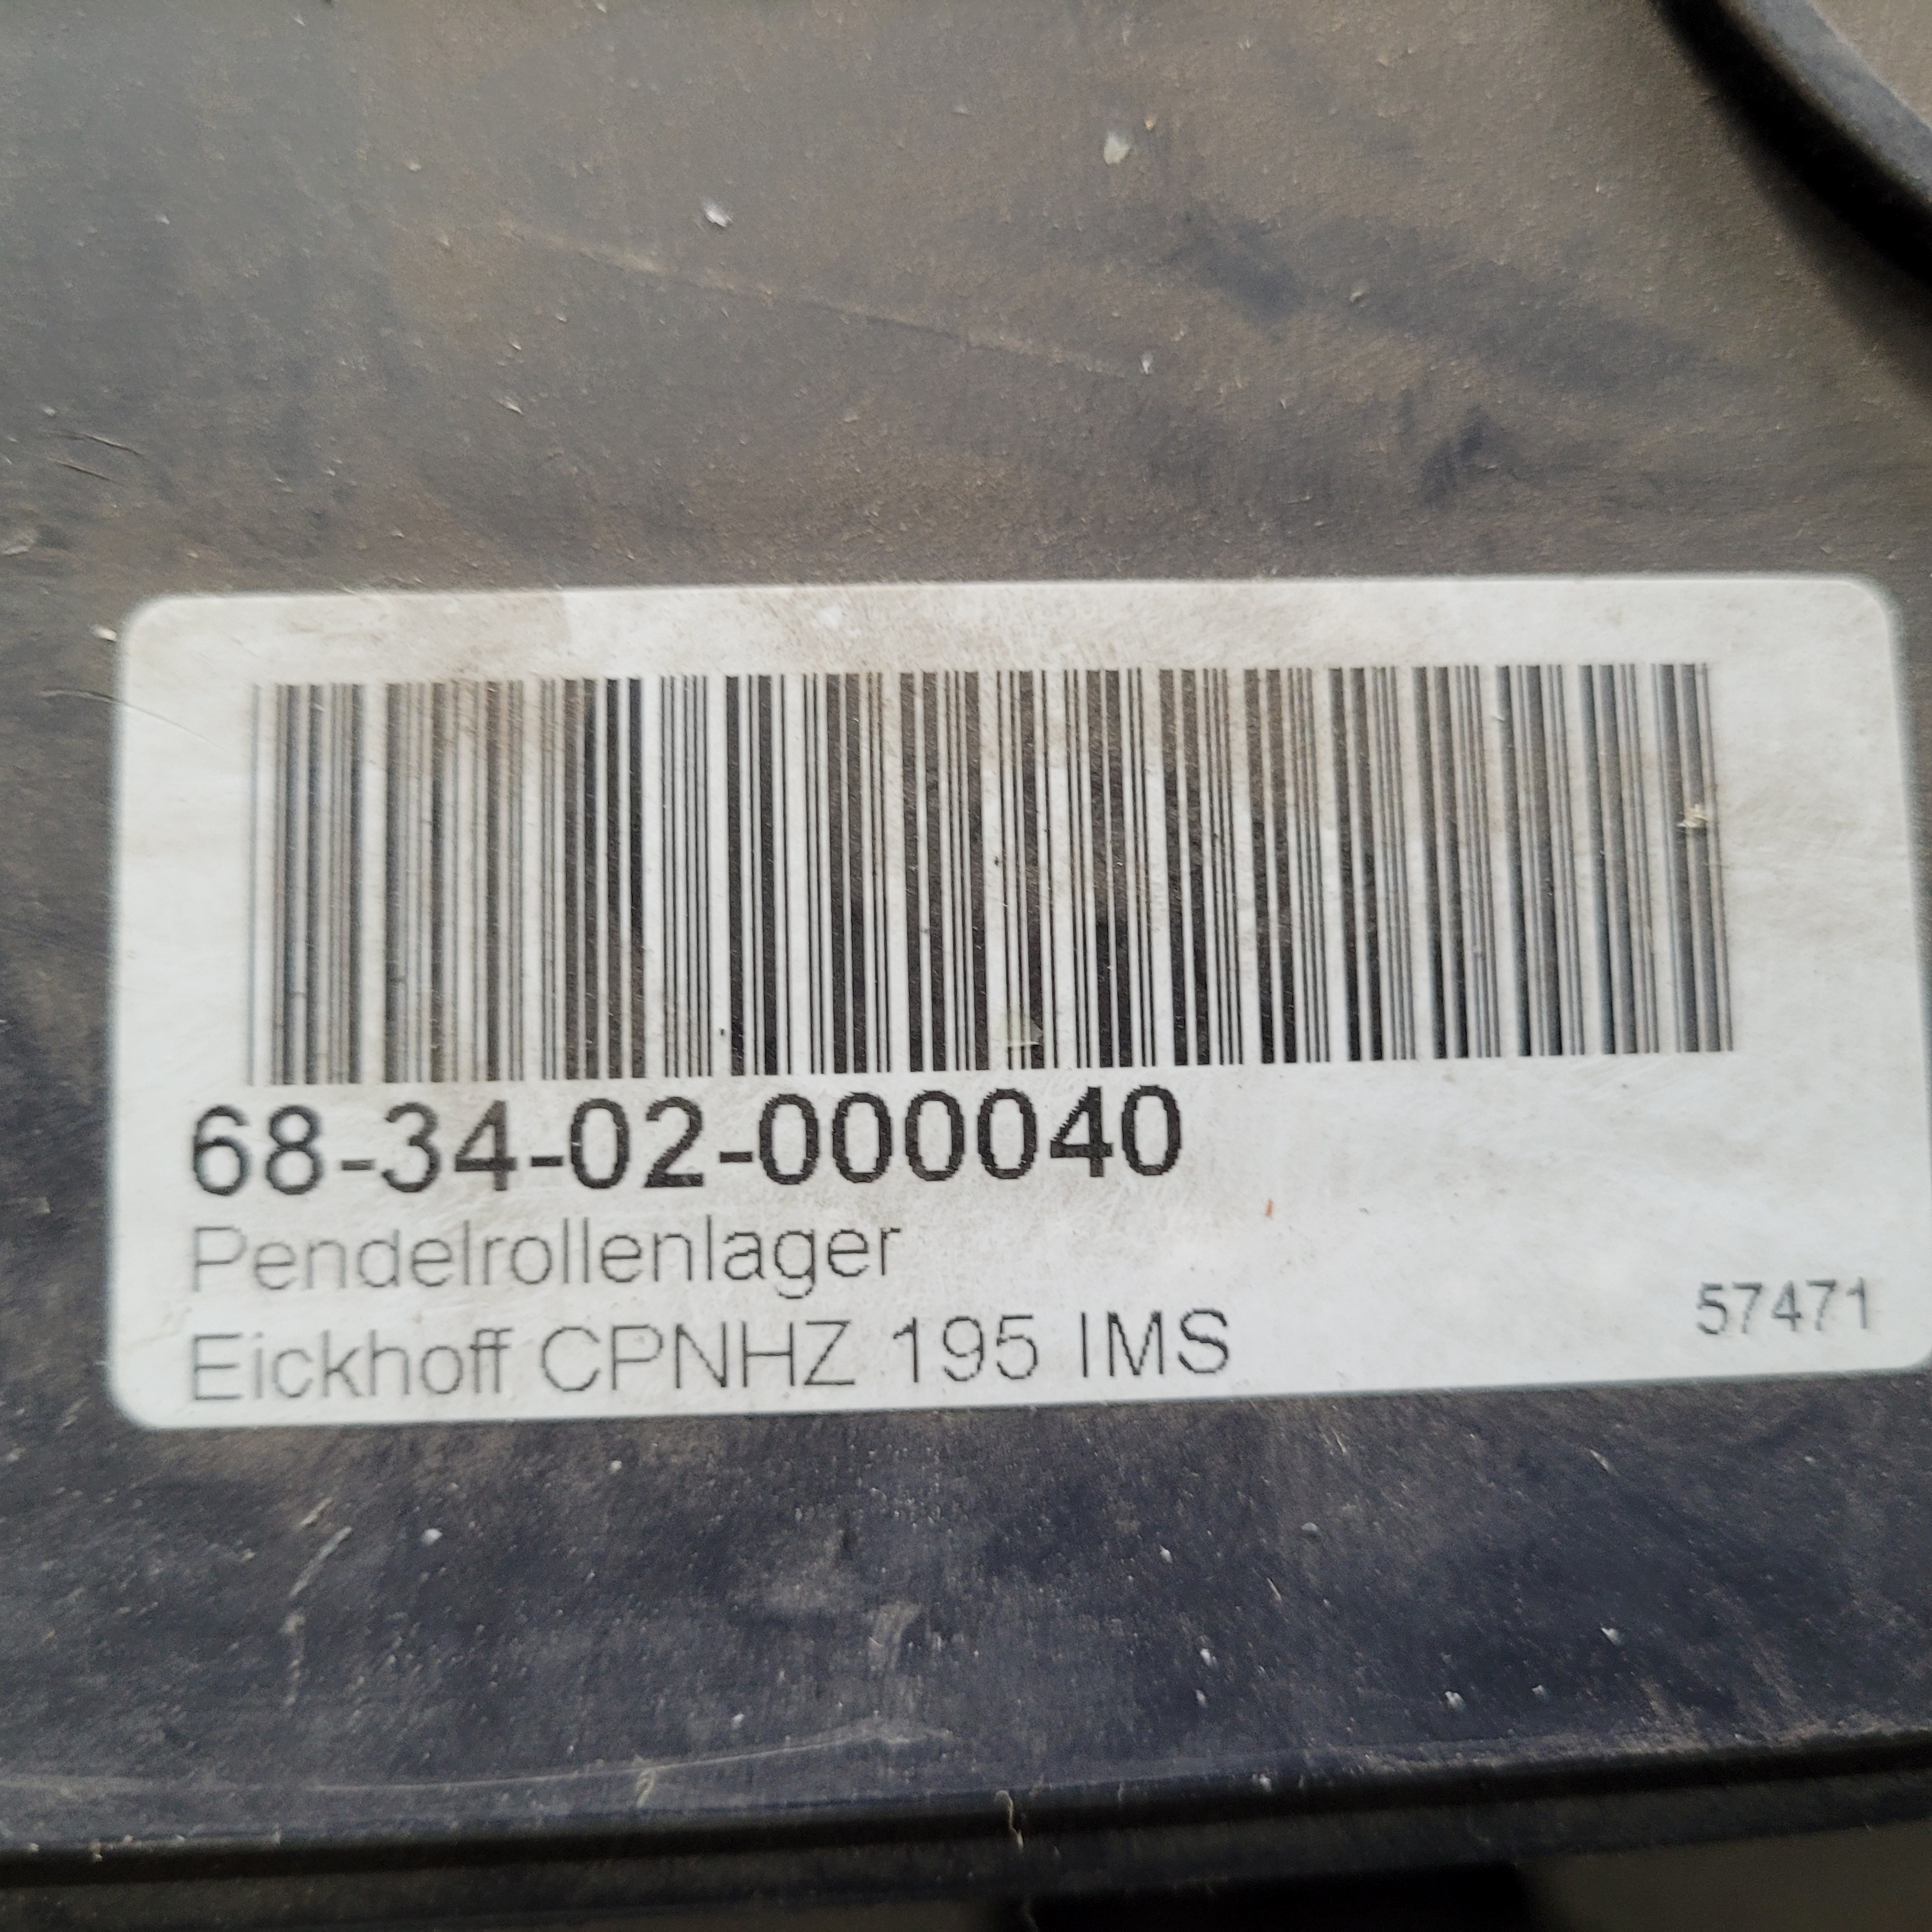 68-34-02-000040
Pendelrollenlager
Eickhoff CPNHZ 195 IMS
57471